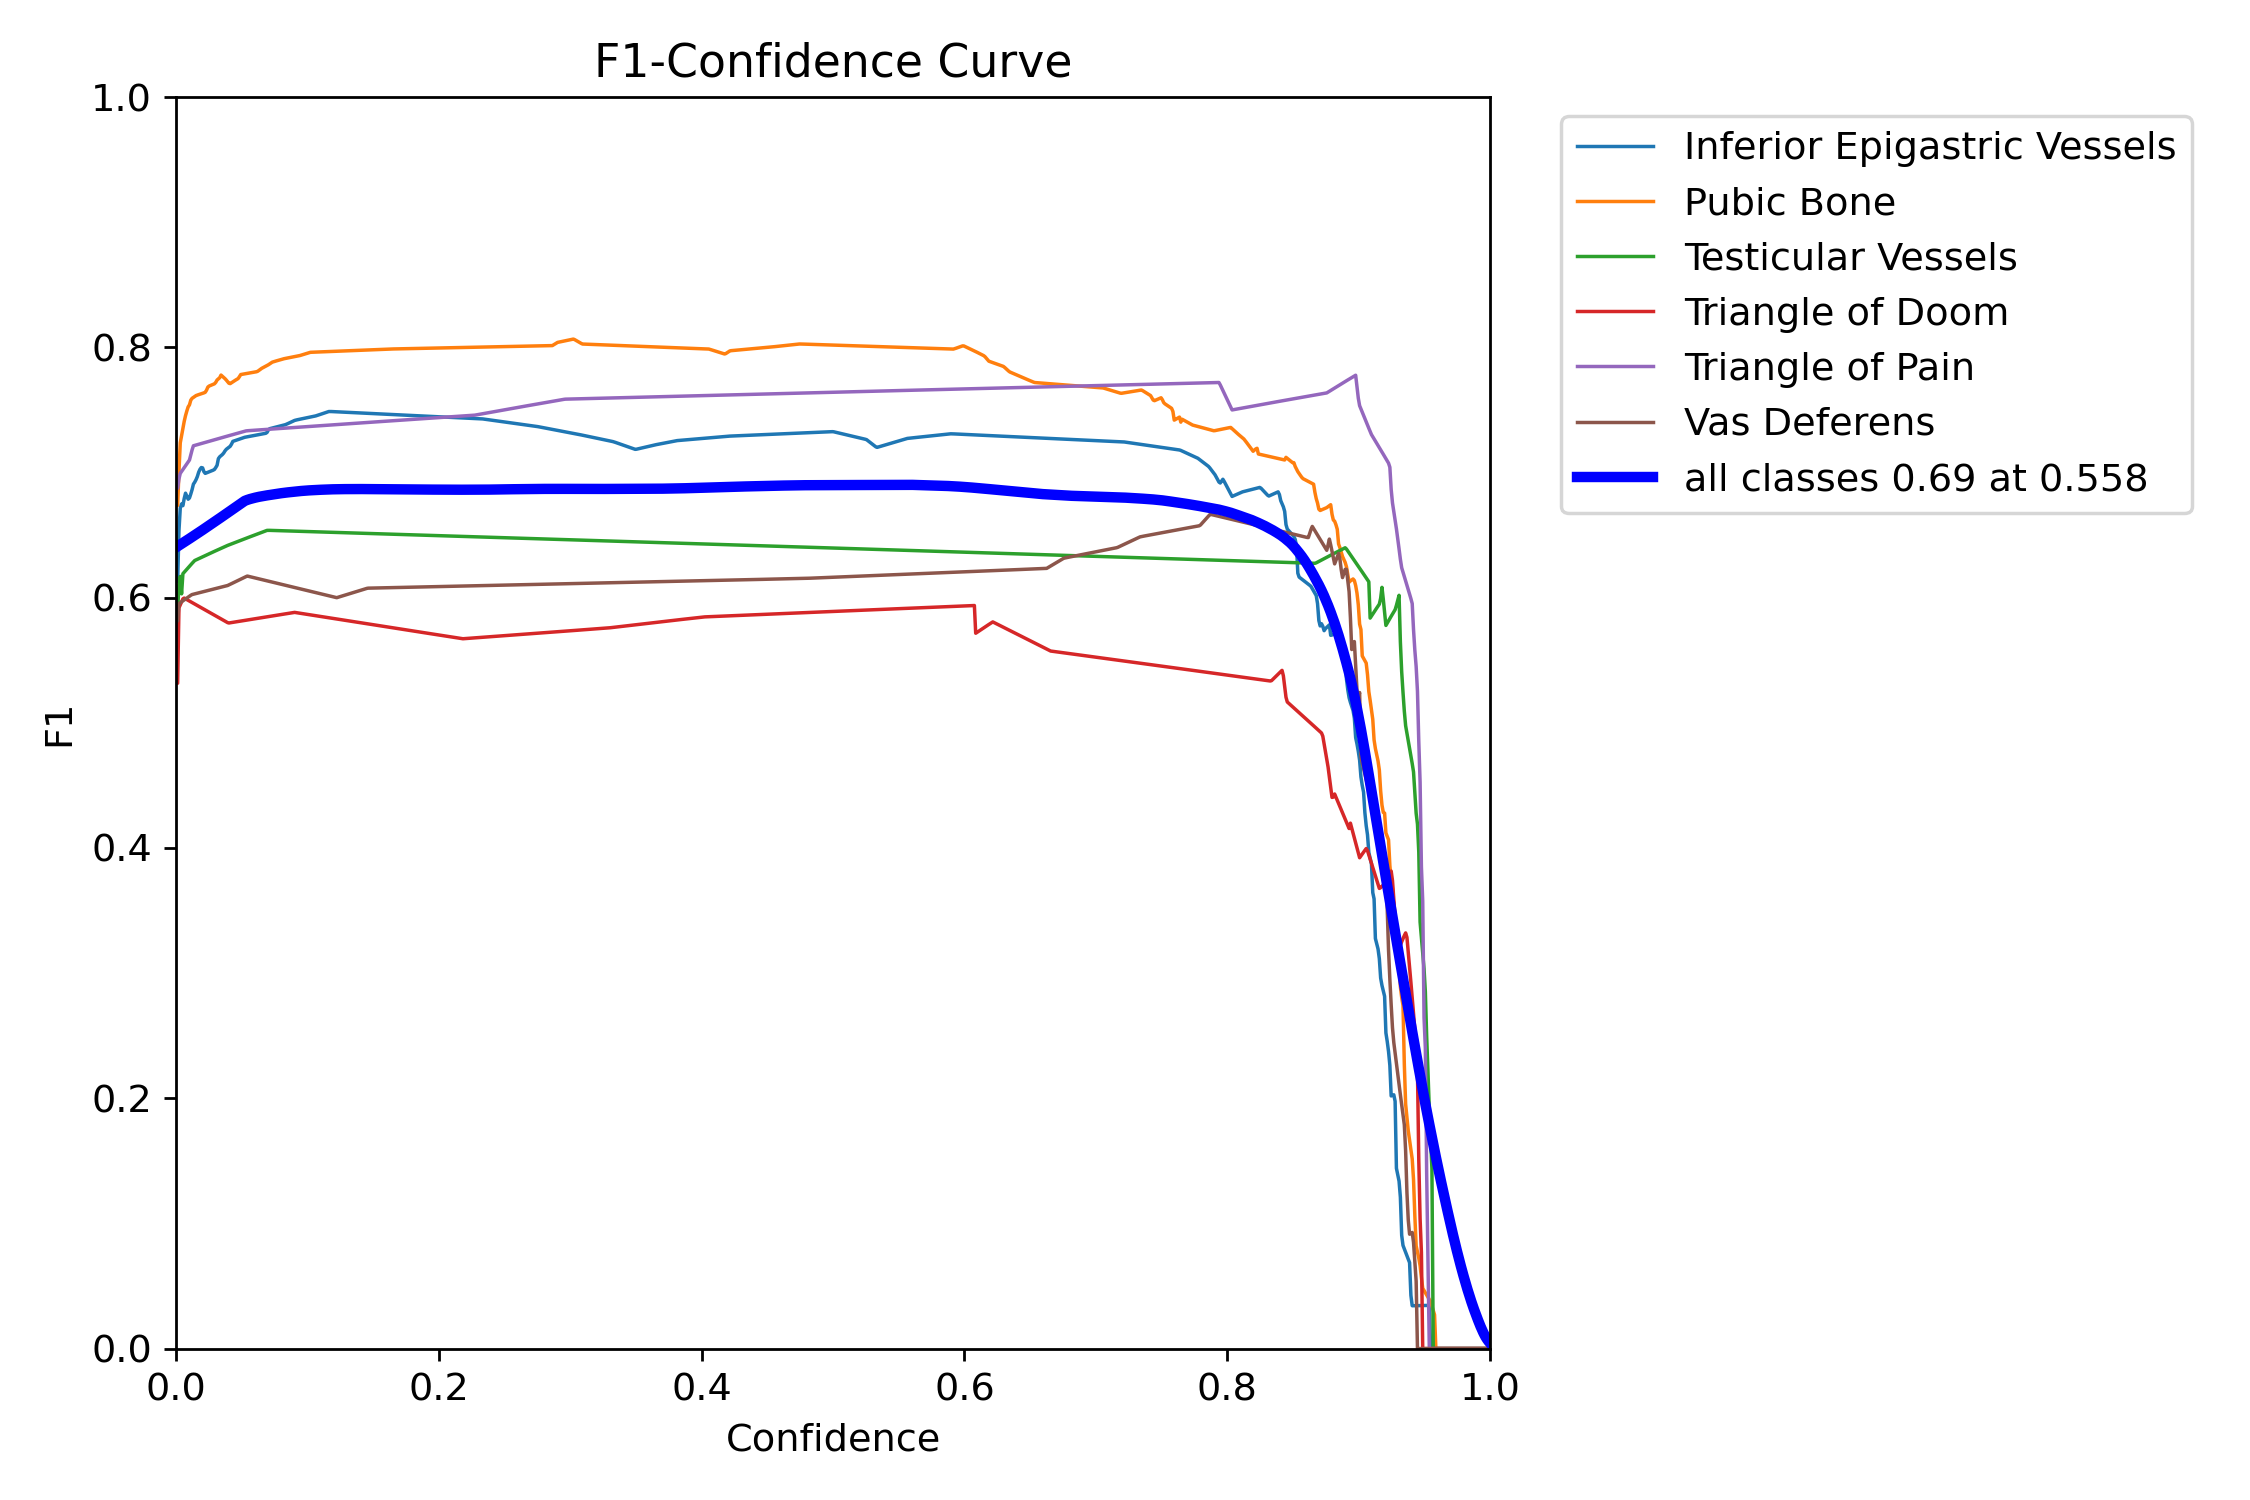 F1-Confidence Curve
1.0
0.8
0.6
0.4
0.2
0.0
F1
0.0 0.2 0.4 0.6 0.8 1.0
Confidence
Inferior Epigastric Vessels
Pubic Bone
Testicular Vessels
Triangle of Doom
Triangle of Pain
Vas Deferens
all classes 0.69 at 0.558